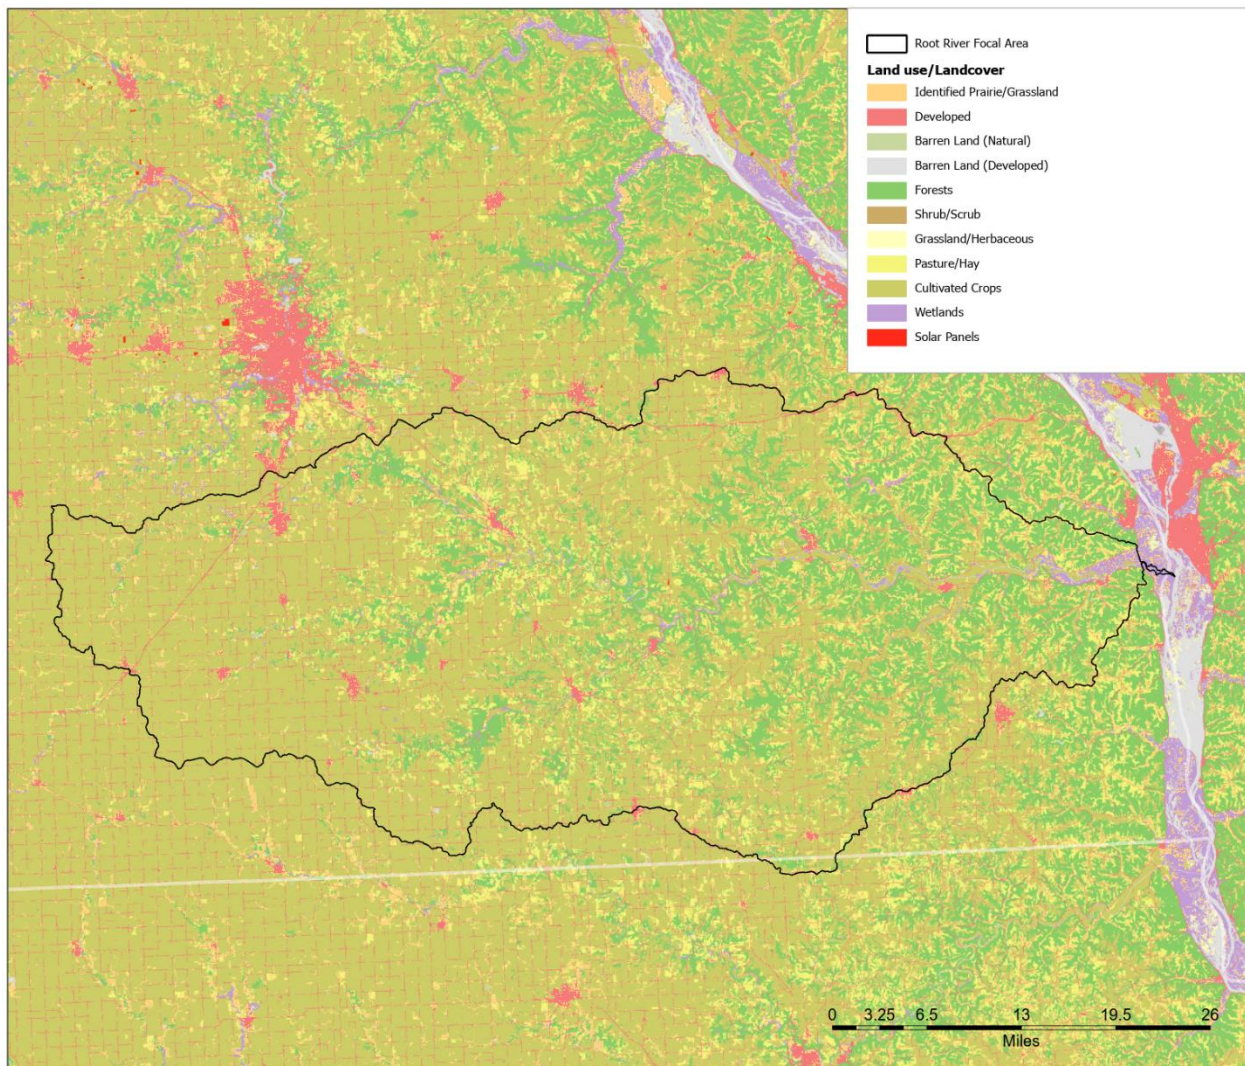 Root River Focal Area
Land use/Landcover
Identified Prairie/Grassland
Developed
Barren Land (Natural)
Barren Land (Developed)
Forests
Shrub/Scrub
Grassland/Herbaceous
Pasture/Hay
Cultivated Crops
Wetlands
Solar Panels
0 3.25 6.5 13 19.5 26
Miles